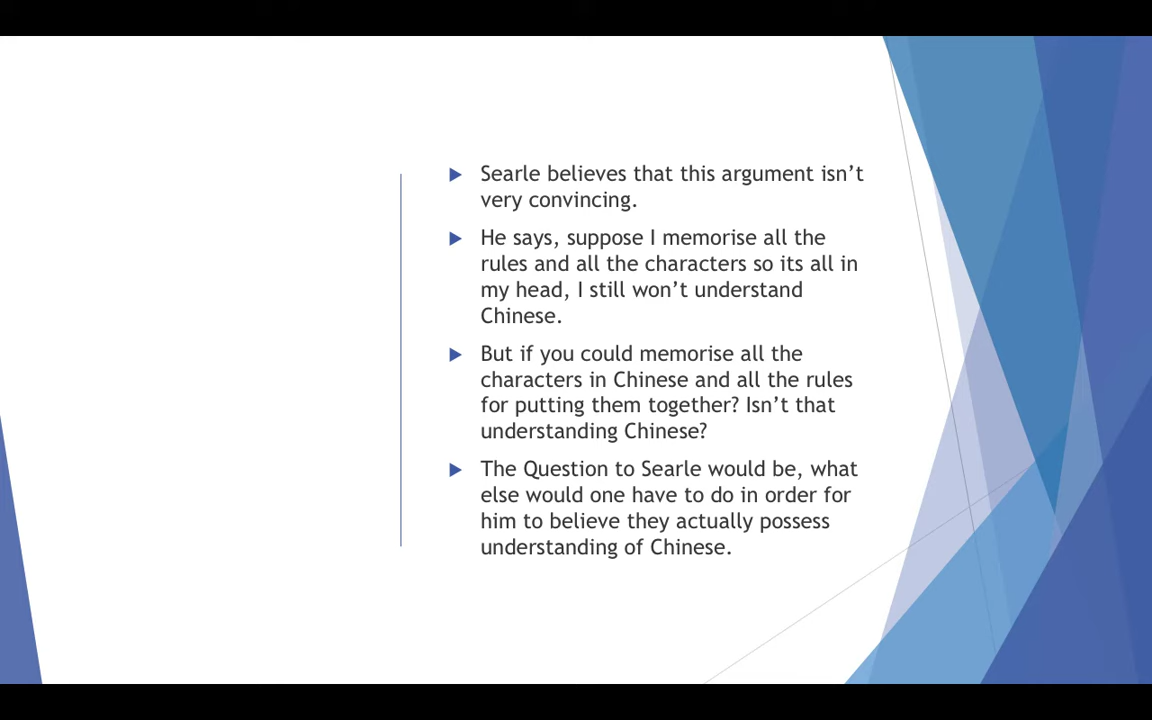 Searle believes that this argument isn’t
very convincing.
He says, suppose I memorise all the
rules and all the characters so its all in
my head, I still won’t understand
Chinese.
But if you could memorise all the
characters in Chinese and all the rules
for putting them together? Isn’t that
understanding Chinese?
The Question to Searle would be, what
else would one have to do in order for
him to believe they actually possess
understanding of Chinese.